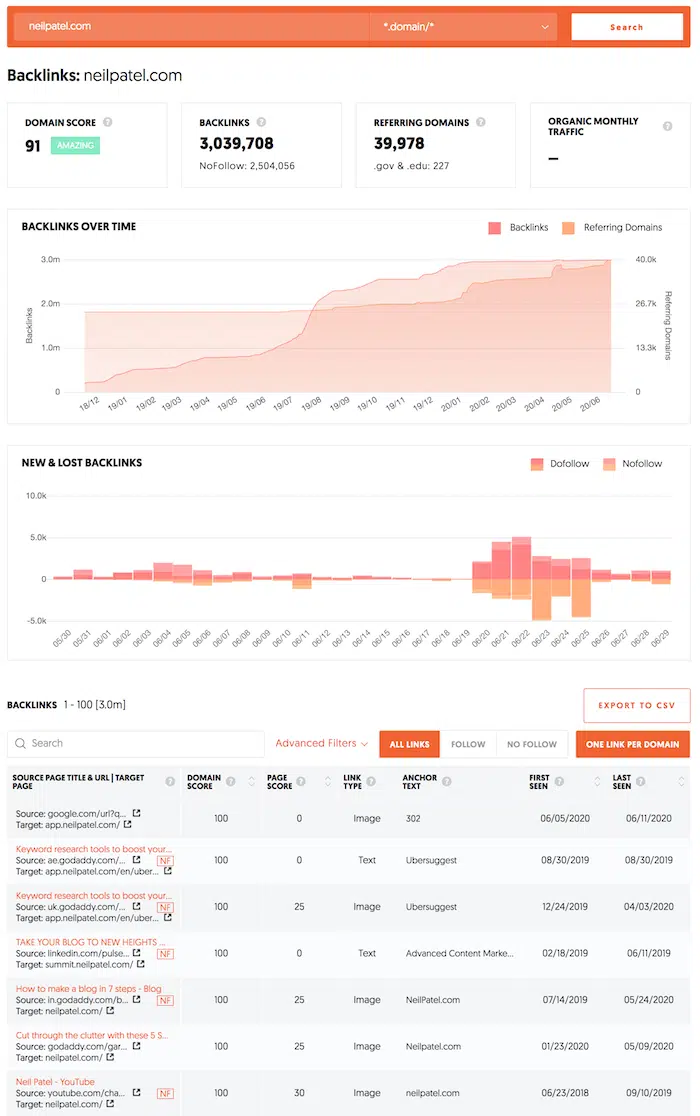 neilpatel.com *.domain/* Search
Backlinks: neilpatel.com
DOMAIN SCORE ?
91 AMAZING
BACKLINKS ?
3,039,708
NoFollow: 2,504,056
REFERRING DOMAINS ?
39,978
.gov & .edu: 227
ORGANIC MONTHLY
TRAFFIC ?
–
BACKLINKS OVER TIME
Backlinks Referring Domains
3.0m 40.0k
2.0m 26.7k
1.0m 13.3k
0 0
Backlinks
Referring Domains
18/12 19/01 19/02 19/03 19/04 19/05 19/06 19/07 19/08 19/09 19/10 19/11 19/12 20/01 20/02 20/03 20/04 20/05 20/06
NEW & LOST BACKLINKS
Dofollow Nofollow
10.0k
5.0k
0
-5.0k
05/30 05/31 06/01 06/02 06/03 06/04 06/05 06/06 06/07 06/08 06/09 06/10 06/11 06/12 06/13 06/14 06/15 06/16 06/17 06/18 06/19 06/20 06/21 06/22 06/23 06/24 06/25 06/26 06/27 06/28 06/29
BACKLINKS 1 - 100 [3.0m]
EXPORT TO CSV
Search
Advanced Filters
ALL LINKS FOLLOW NO FOLLOW
ONE LINK PER DOMAIN
SOURCE PAGE TITLE & URL | TARGET
PAGE ?
DOMAIN
SCORE ?
PAGE
SCORE ?
LINK
TYPE ?
ANCHOR
TEXT ?
FIRST
SEEN ?
LAST
SEEN ?
Source: google.com/url?q...
Target: app.neilpatel.com/
100 0 Image 302 06/05/2020 06/11/2020
Keyword research tools to boost your...
Source: ae.godaddy.com/... NF
Target: app.neilpatel.com/en/uber...
100 0 Text Ubersuggest 08/30/2019 08/30/2019
Keyword research tools to boost your...
Source: uk.godaddy.com/... NF
Target: app.neilpatel.com/en/uber...
100 25 Image Ubersuggest 12/24/2019 04/03/2020
TAKE YOUR BLOG TO NEW HEIGHTS ...
Source: linkedin.com/pulse... NF
Target: summit.neilpatel.com/
100 0 Text Advanced Content Marke... 02/18/2019 06/11/2019
How to make a blog in 7 steps - Blog
Source: in.godaddy.com/b... NF
Target: neilpatel.com/
100 25 Image NeilPatel.com 07/14/2019 05/24/2020
Cut through the clutter with these 5 S...
Source: godaddy.com/gar...
Target: neilpatel.com/
100 25 Image Neilpatel.com 01/23/2020 05/09/2020
Neil Patel - YouTube
Source: youtube.com/cha... NF
Target: neilpatel.com/
100 30 Image neilpatel.com 06/23/2018 09/10/2019